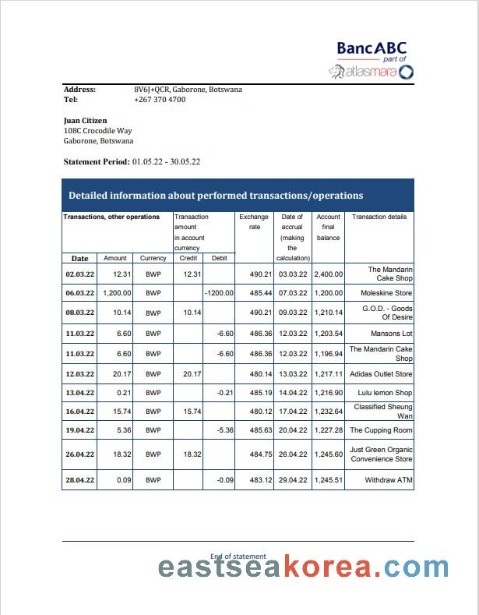 BancABC
part of
atlasmara
Address: 8V6J+QCR, Gaborone, Botswana
Tel: +267 370 4700
Juan Citizen
108C Crocodile Way
Gaborone, Botswana
Statement Period: 01.05.22 - 30.05.22
Detailed information about performed transactions/operations
Transactions, other operations Transaction amount in account currency Exchange rate Date of accrual (making the calculation) Account final balance Transaction details
Date Amount Currency Credit Debit
02.03.22 12.31 BWP 12.31 490.21 03.03.22 2,400.00 The Mandarin Cake Shop
06.03.22 1,200.00 BWP -1200.00 485.44 07.03.22 1,200.00 Moleskine Store
08.03.22 10.14 BWP 10.14 490.21 09.03.22 1,210.14 G.O.D. - Goods Of Desire
11.03.22 6.60 BWP -6.60 486.36 12.03.22 1,203.54 Mansons Lot
11.03.22 6.60 BWP -6.60 486.36 12.03.22 1,196.94 The Mandarin Cake Shop
12.03.22 20.17 BWP 20.17 480.14 13.03.22 1,217.11 Adidas Outlet Store
13.04.22 0.21 BWP -0.21 485.19 14.04.22 1,216.90 Lulu lemon Shop
16.04.22 15.74 BWP 15.74 480.12 17.04.22 1,232.64 Classified Sheung Wan
19.04.22 5.36 BWP -5.36 485.63 20.04.22 1,227.28 The Cupping Room
26.04.22 18.32 BWP 18.32 484.75 26.04.22 1,245.60 Just Green Organic Convenience Store
28.04.22 0.09 BWP -0.09 483.12 29.04.22 1,245.51 Withdraw ATM
End of statement
eastseakorea.com